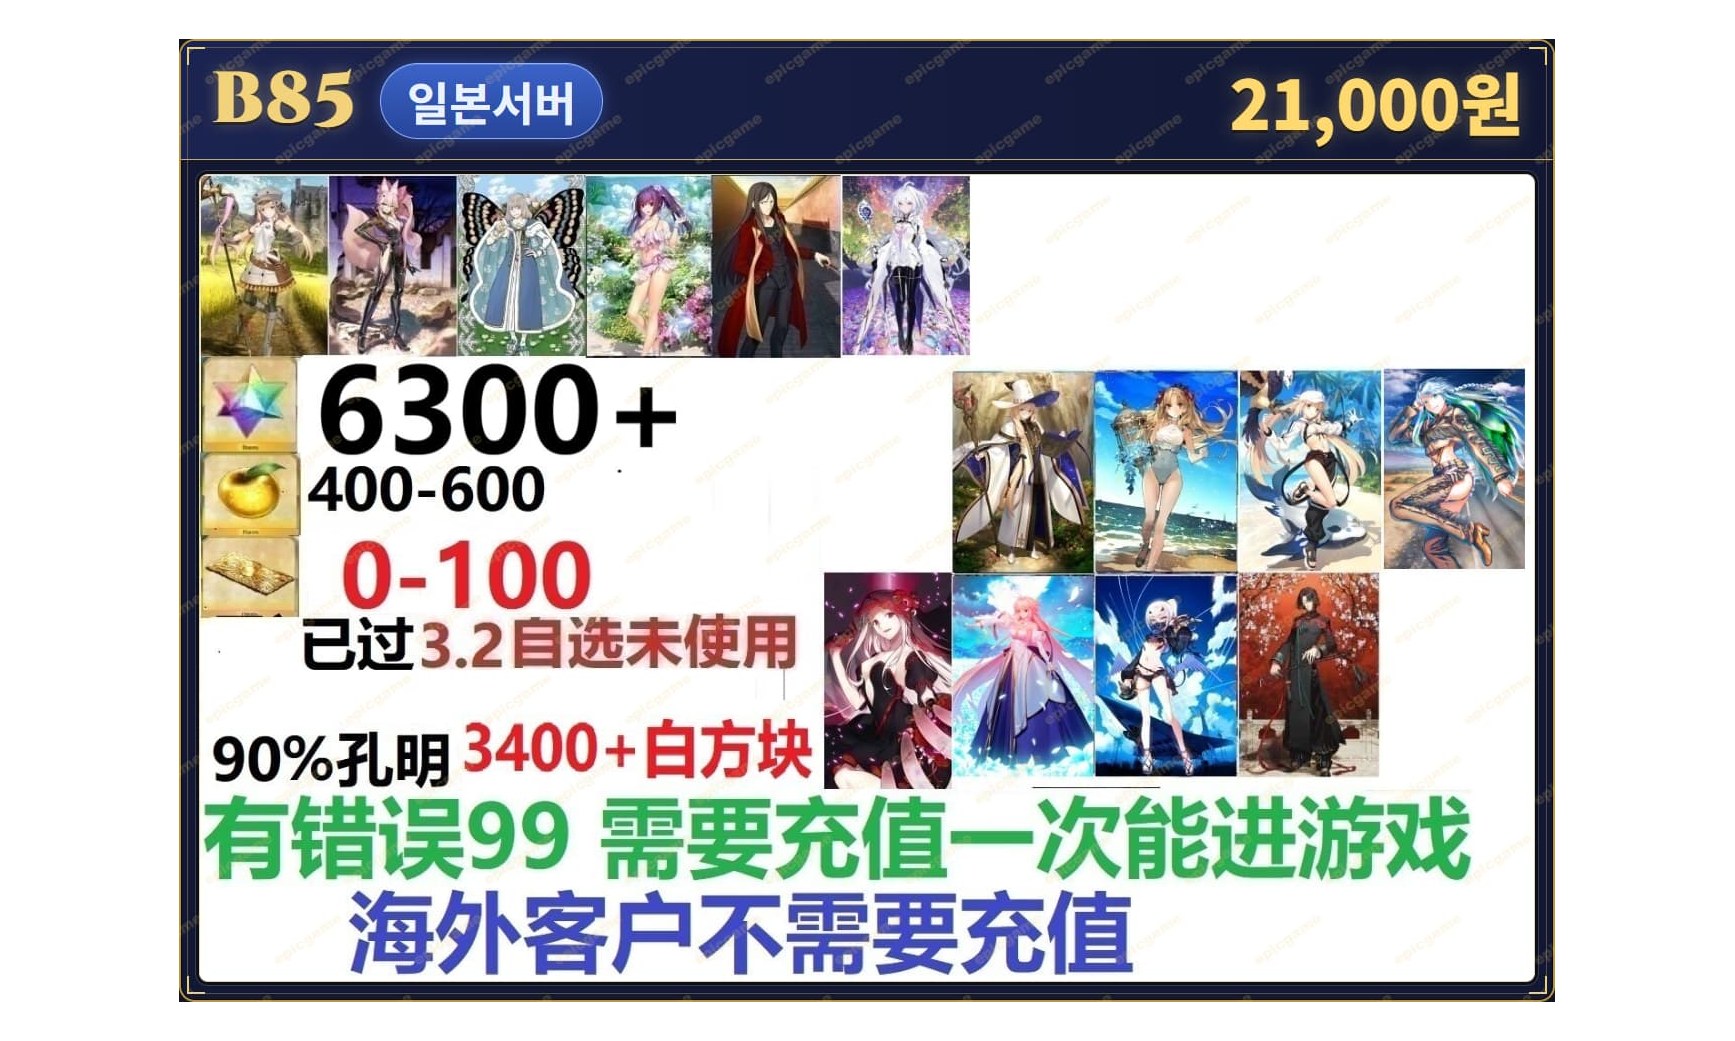 B85 일본서버 21,000원
6300+
400-600
0-100
已过3.2自选未使用
90%孔明 3400+白方块
有错误99 需要充值一次能进游戏
海外客户不需要充值
epicgame